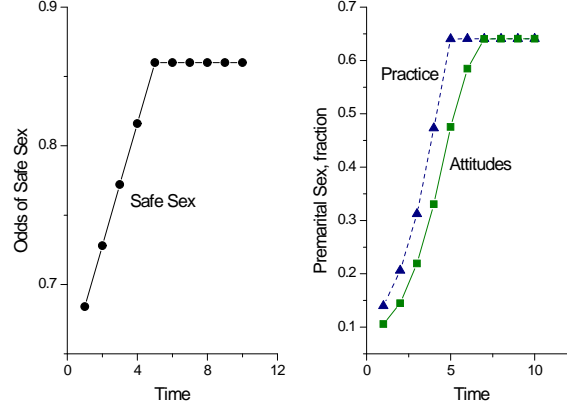 0.9
0.8
0.7
Odds of Safe Sex
Safe Sex
0 4 8 12
Time
0.7
0.6
0.5
0.4
0.3
0.2
0.1
Premarital Sex, fraction
Practice
Attitudes
0 5 10
Time